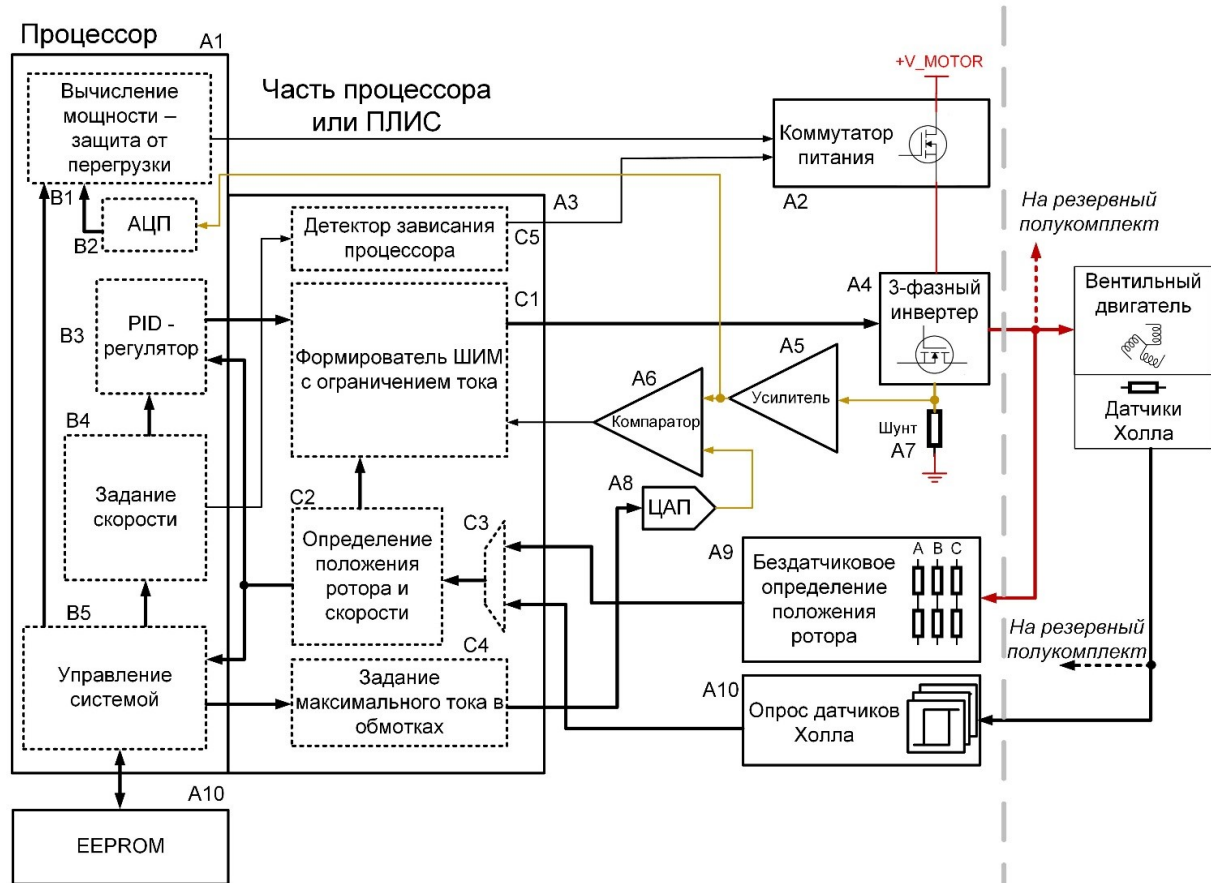 Процессор
A1
Вычисление
мощности –
защита от
перегрузки
B1
АЦП
B2
Часть процессора
или ПЛИС
+V_MOTOR
Коммутатор
питания
A2
A3
Детектор зависания
процессора
C5
C1
PID -
регулятор
B3
Формирователь ШИМ
с ограничением тока
A4
3-фазный
инвертер
A5
Усилитель
A6
Компаратор
Шунт
A7
На резервный
полукомплект
Вентильный
двигатель
Датчики
Холла
B4
Задание
скорости
C2
Определение
положения
ротора и
скорости
C3
A8
ЦАП
A9
Бездатчиковое
определение
положения
ротора
A B C
На резервный
полукомплект
B5
Управление
системой
C4
Задание
максимального тока в
обмотках
A10
Опрос датчиков
Холла
A10
EEPROM